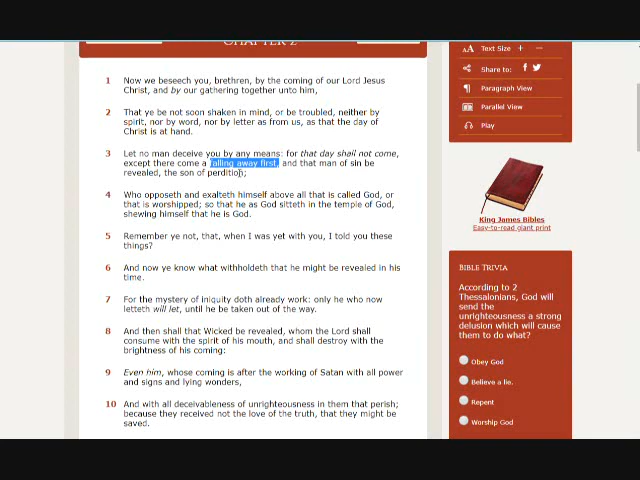 CHAPTER 2
1 Now we beseech you, brethren, by the coming of our Lord Jesus
Christ, and by our gathering together unto him,
2 That ye be not soon shaken in mind, or be troubled, neither by
spirit, nor by word, nor by letter as from us, as that the day of
Christ is at hand.
3 Let no man deceive you by any means: for that day shall not come,
except there come a falling away first, and that man of sin be
revealed, the son of perdition;
4 Who opposeth and exalteth himself above all that is called God, or
that is worshipped; so that he as God sitteth in the temple of God,
shewing himself that he is God.
5 Remember ye not, that, when I was yet with you, I told you these
things?
6 And now ye know what withholdeth that he might be revealed in his
time.
7 For the mystery of iniquity doth already work: only he who now
letteth will let, until he be taken out of the way.
8 And then shall that Wicked be revealed, whom the Lord shall
consume with the spirit of his mouth, and shall destroy with the
brightness of his coming:
9 Even him, whose coming is after the working of Satan with all power
and signs and lying wonders,
10 And with all deceivableness of unrighteousness in them that perish;
because they received not the love of the truth, that they might be
saved.
AA Text Size + −
Share to: f
¶ Paragraph View
Parallel View
Play
King James Bibles
Easy-to-read giant print
BIBLE TRIVIA
According to 2
Thessalonians, God will
send the
unrighteousness a strong
delusion which will cause
them to do what?
Obey God
Believe a lie.
Repent
Worship God